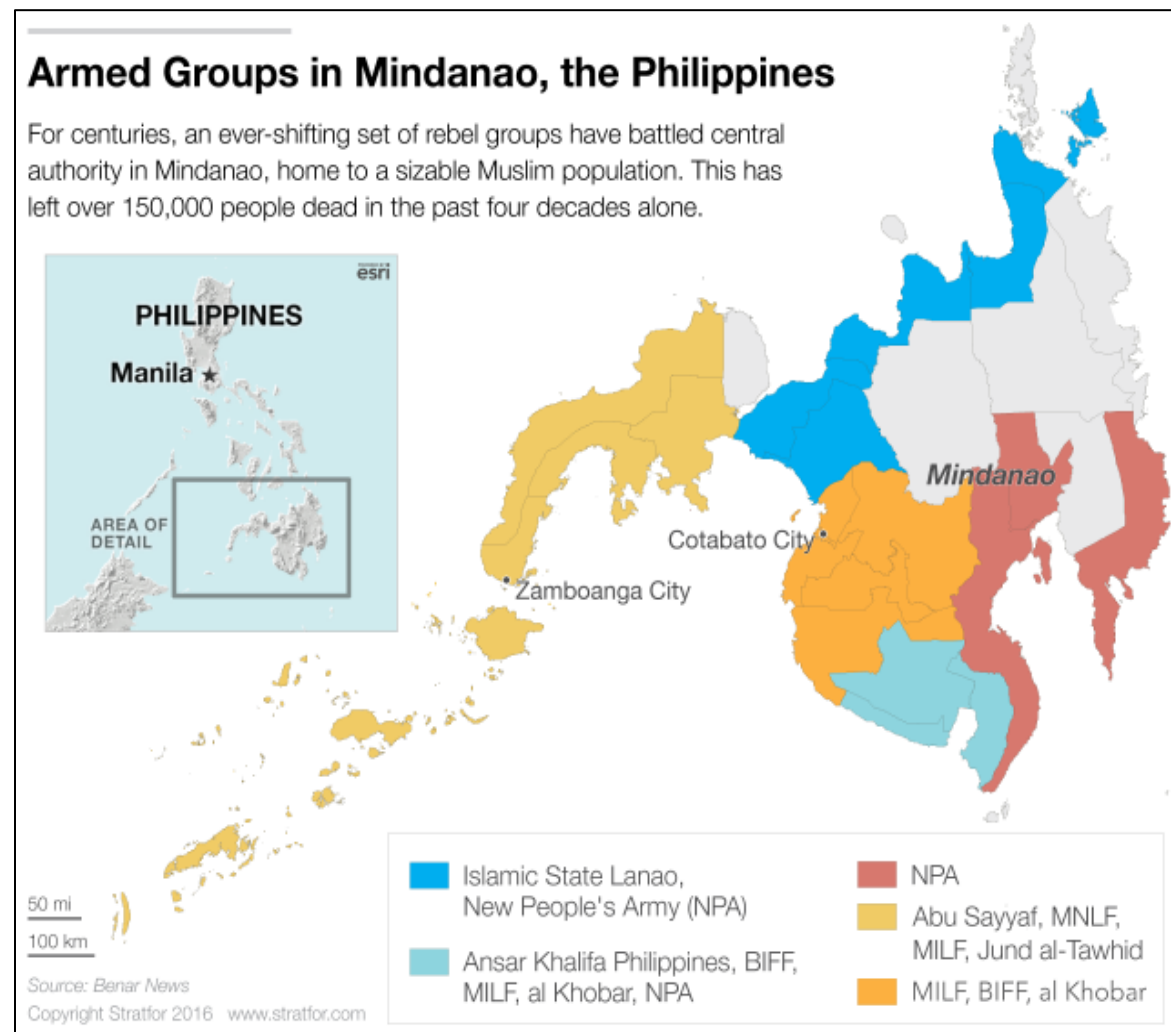 Armed Groups in Mindanao, the Philippines
For centuries, an ever-shifting set of rebel groups have battled central
authority in Mindanao, home to a sizable Muslim population. This has
left over 150,000 people dead in the past four decades alone.
esri
PHILIPPINES
Manila
AREA OF
DETAIL
Mindanao
Cotabato City
Zamboanga City
Islamic State Lanao,
New People's Army (NPA)
Ansar Khalifa Philippines, BIFF,
MILF, al Khobar, NPA
NPA
Abu Sayyaf, MNLF,
MILF, Jund al-Tawhid
MILF, BIFF, al Khobar
50 mi
100 km
Source: Benar News
Copyright Stratfor 2016 www.stratfor.com